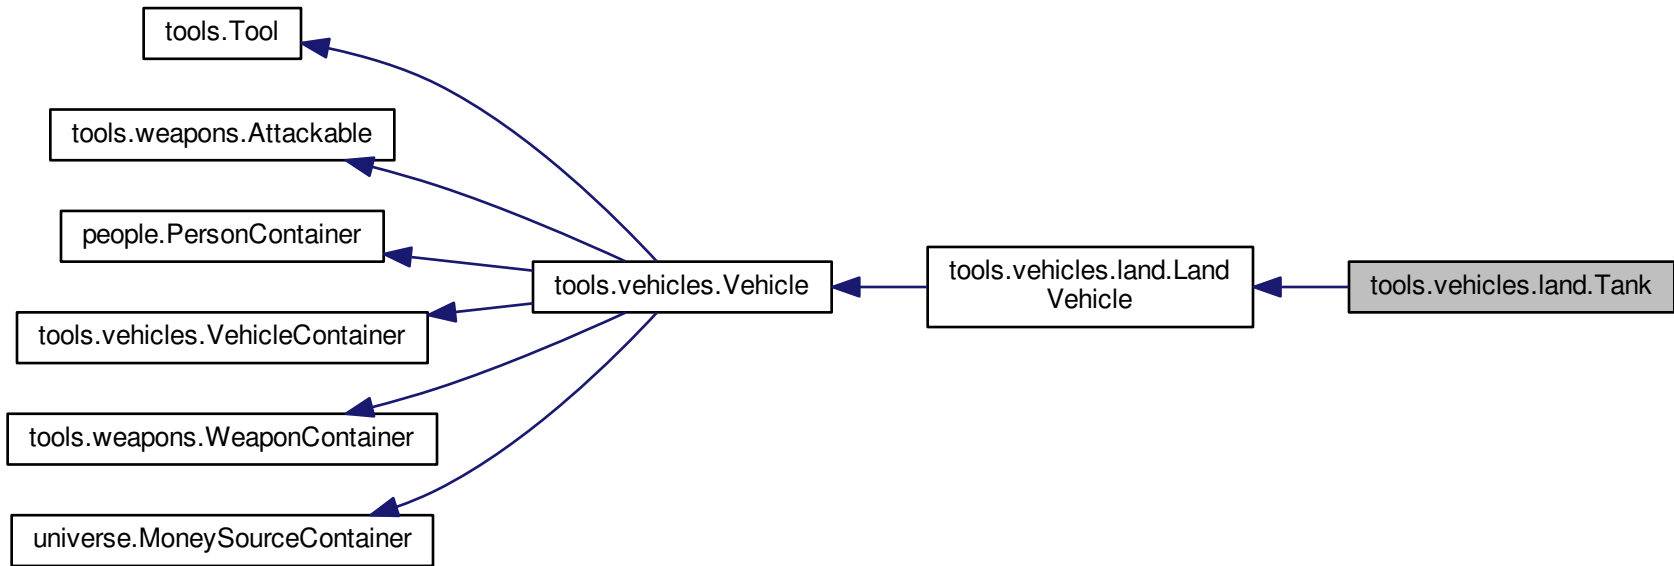 tools.Tool
tools.weapons.Attackable
people.PersonContainer
tools.vehicles.VehicleContainer
tools.weapons.WeaponContainer
universe.MoneySourceContainer
tools.vehicles.Vehicle
tools.vehicles.land.Land
Vehicle
tools.vehicles.land.Tank